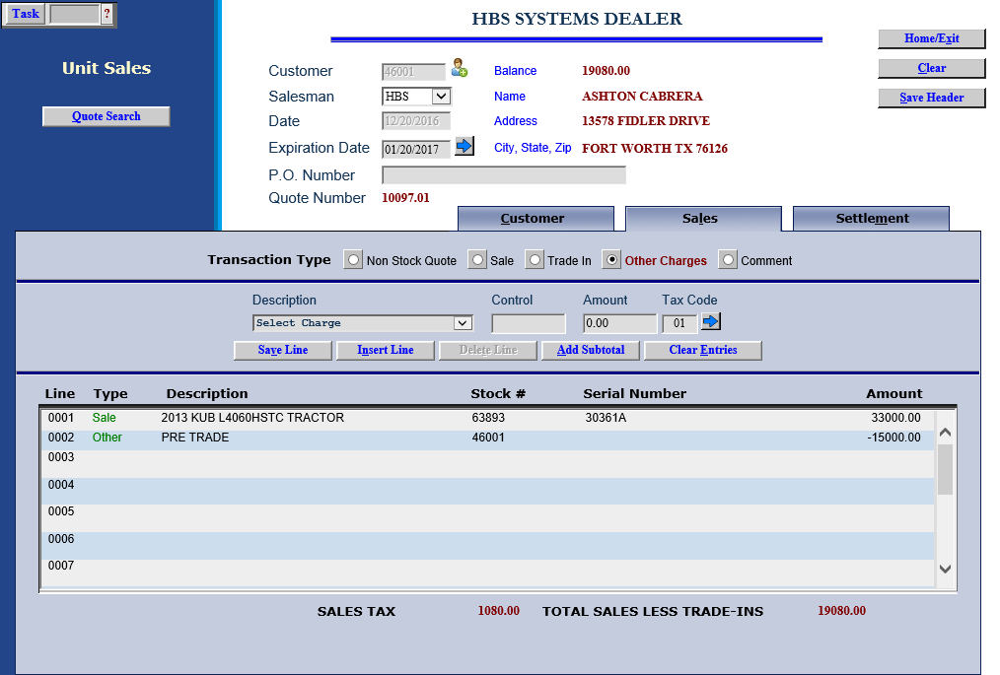 Task ?
HBS SYSTEMS DEALER
Unit Sales
Quote Search
Home/Exit
Clear
Save Header
Customer 46001 Balance 19080.00
Salesman HBS Name ASHTON CABRERA
Date 12/20/2016 Address 13578 FIDLER DRIVE
Expiration Date 01/20/2017 City, State, Zip FORT WORTH TX 76126
P.O. Number
Quote Number 10097.01
Customer Sales Settlement
Transaction Type Non Stock Quote Sale Trade In Other Charges Comment
Description Control Amount Tax Code
Select Charge 0.00 01
Save Line Insert Line Delete Line Add Subtotal Clear Entries
Line Type Description Stock # Serial Number Amount
0001 Sale 2013 KUB L4060HSTC TRACTOR 63893 30361A 33000.00
0002 Other PRE TRADE 46001 -15000.00
0003
0004
0005
0006
0007
SALES TAX 1080.00 TOTAL SALES LESS TRADE-INS 19080.00